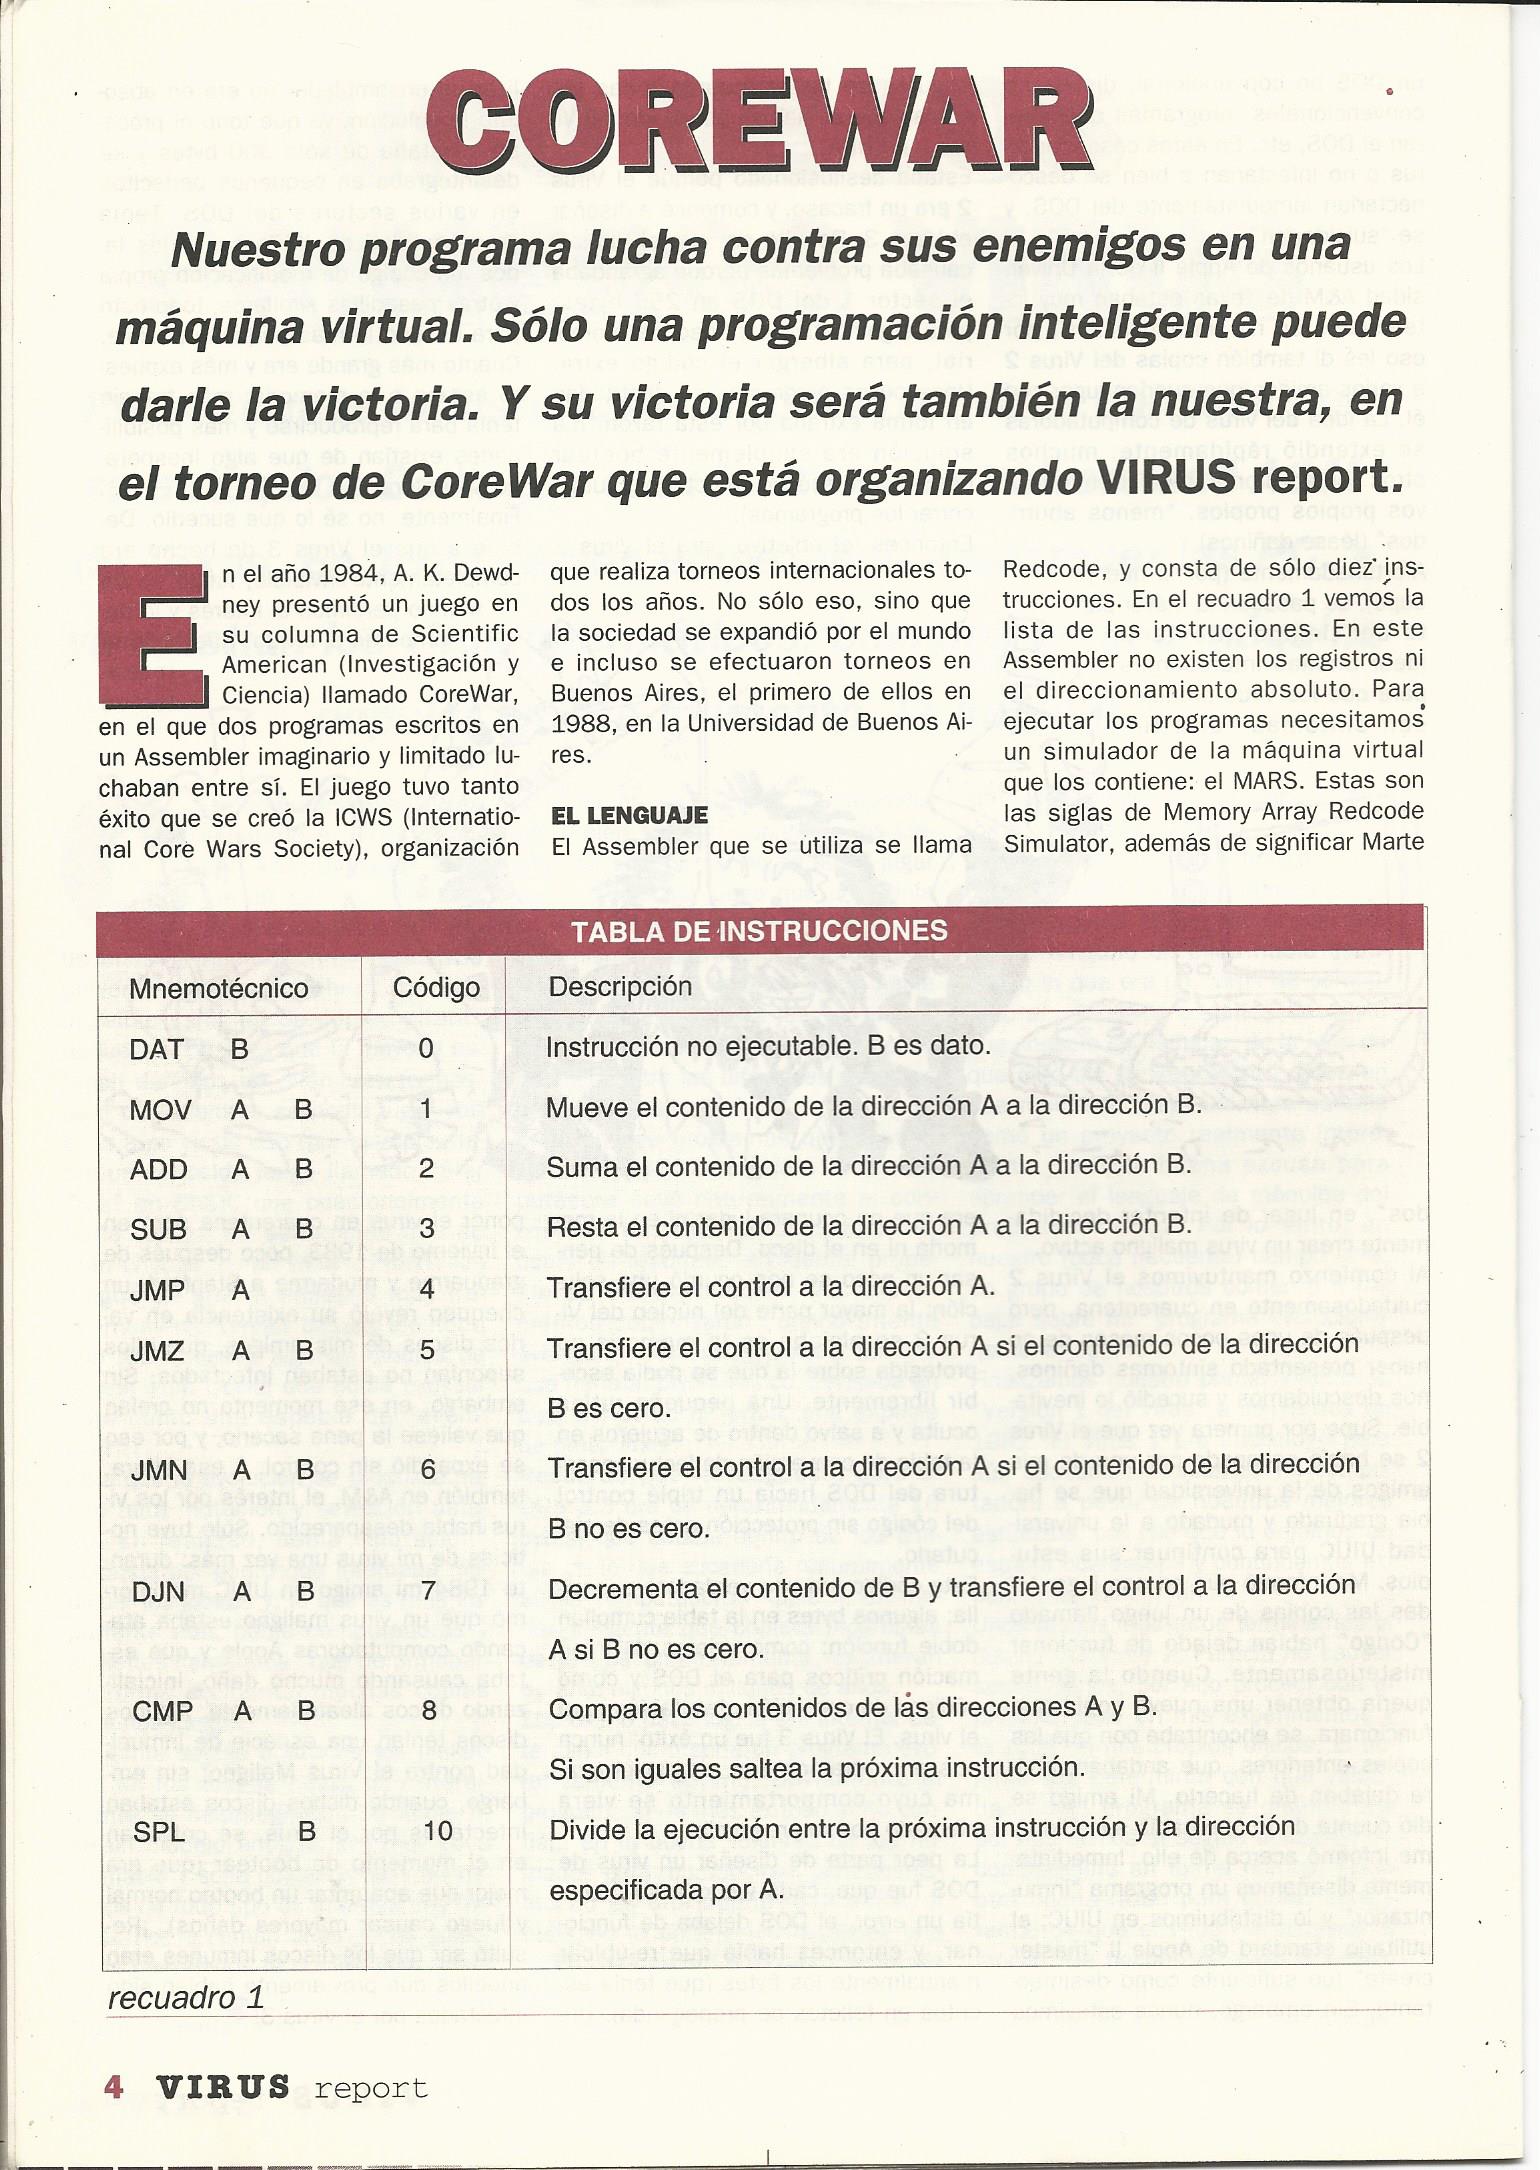 COREWAR
Nuestro programa lucha contra sus enemigos en una
máquina virtual. Sólo una programación inteligente puede
darle la victoria. Y su victoria será también la nuestra, en
el torneo de CoreWar que está organizando VIRUS report.
En el año 1984, A. K. Dewd-
ney presentó un juego en
su columna de Scientific
American (Investigación y
Ciencia) llamado CoreWar,
en el que dos programas escritos en
un Assembler imaginario y limitado lu-
chaban entre sí. El juego tuvo tanto
éxito que se creó la ICWS (Internatio-
nal Core Wars Society), organización
que realiza torneos internacionales to-
dos los años. No sólo eso, sino que
la sociedad se expandió por el mundo
e incluso se efectuaron torneos en
Buenos Aires, el primero de ellos en
1988, en la Universidad de Buenos Ai-
res.
EL LENGUAJE
El Assembler que se utiliza se llama
Redcode, y consta de sólo diez ins-
trucciones. En el recuadro 1 vemos la
lista de las instrucciones. En este
Assembler no existen los registros ni
el direccionamiento absoluto. Para
ejecutar los programas necesitamos
un simulador de la máquina virtual
que los contiene: el MARS. Estas son
las siglas de Memory Array Redcode
Simulator, además de significar Marte
TABLA DE INSTRUCCIONES
Mnemotécnico Código Descripción
DAT B 0 Instrucción no ejecutable. B es dato.
MOV A B 1 Mueve el contenido de la dirección A a la dirección B.
ADD A B 2 Suma el contenido de la dirección A a la dirección B.
SUB A B 3 Resta el contenido de la dirección A a la dirección B.
JMP A 4 Transfiere el control a la dirección A.
JMZ A B 5 Transfiere el control a la dirección A si el contenido de la dirección
B es cero.
JMN A B 6 Transfiere el control a la dirección A si el contenido de la dirección
B no es cero.
DJN A B 7 Decrementa el contenido de B y transfiere el control a la dirección
A si B no es cero.
CMP A B 8 Compara los contenidos de las direcciones A y B.
Si son iguales saltea la próxima instrucción.
SPL B 10 Divide la ejecución entre la próxima instrucción y la dirección
especificada por A.
recuadro 1
4 VIRUS report